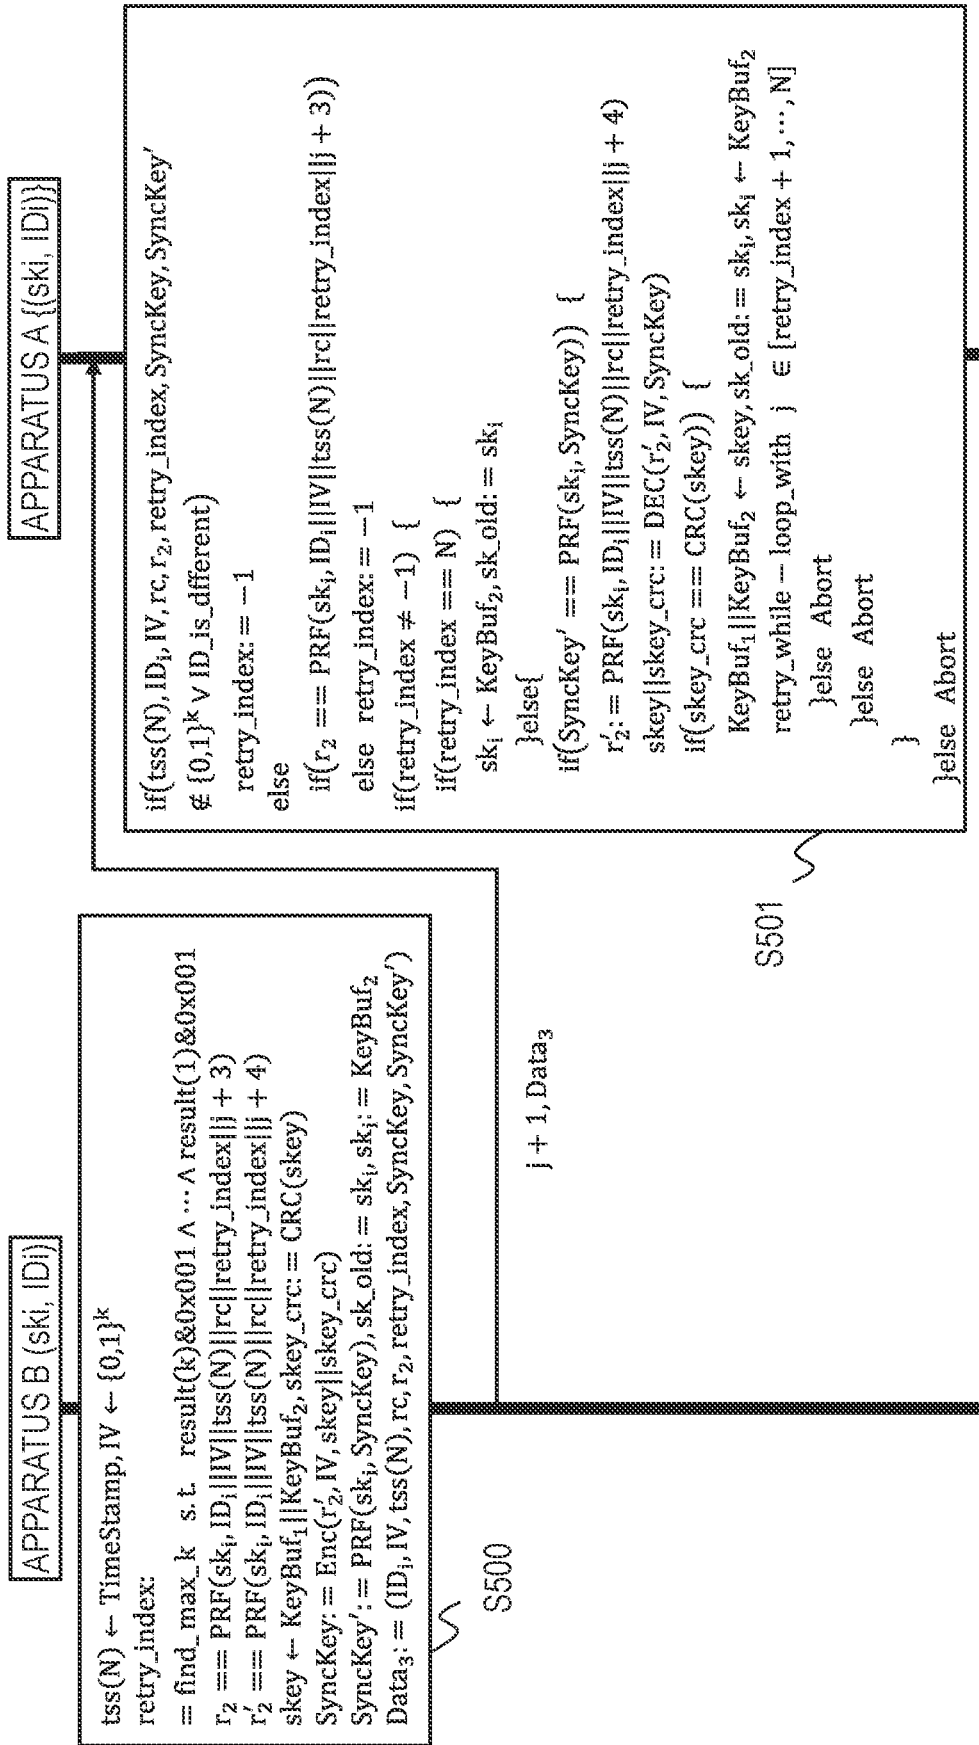 APPARATUS B (ski, IDi)
tss(N) ← TimeStamp, IV ← {0,1}ᵏ
retry_index:
= find_max_k s.t. result(k)&0x001 ∧ ⋯ ∧ result(1)&0x001
r₂ == PRF(skᵢ, IDᵢ||IV||tss(N)||rc||retry_index||j + 3)
r₂′ == PRF(skᵢ, IDᵢ||IV||tss(N)||rc||retry_index||j + 4)
skey ← KeyBuf₁||KeyBuf₂, skey_crc: = CRC(skey)
SyncKey: = Enc(r₂′, IV, skey||skey_crc)
SyncKey′: = PRF(skᵢ, SyncKey), sk_old: = skᵢ, skᵢ: = KeyBuf₂
Data₃: = (IDᵢ, IV, tss(N), rc, r₂, retry_index, SyncKey, SyncKey′)
S500
j + 1, Data₃
APPARATUS A {(ski, IDi)}
if(tss(N), IDᵢ, IV, rc, r₂, retry_index, SyncKey, SyncKey′
∉ {0,1}ᵏ ∨ ID_is_dfferent)
retry_index: = −1
else
if(r₂ == PRF(skᵢ, IDᵢ||IV||tss(N)||rc||retry_index||j + 3))
else retry_index: = −1
if(retry_index ≠ −1) {
if(retry_index == N) {
skᵢ ← KeyBuf₂, sk_old: = skᵢ
}else{
if(SyncKey′ == PRF(skᵢ, SyncKey)) {
r₂′: = PRF(skᵢ, IDᵢ||IV||tss(N)||rc||retry_index||j + 4)
skey||skey_crc: = DEC(r₂′, IV, SyncKey)
if(skey_crc == CRC(skey)) {
KeyBuf₁||KeyBuf₂ ← skey, sk_old: = skᵢ, skᵢ ← KeyBuf₂
retry_while − loop_with j ∈ [retry_index + 1, ⋯, N]
}else Abort
}else Abort
}
}else Abort
S501